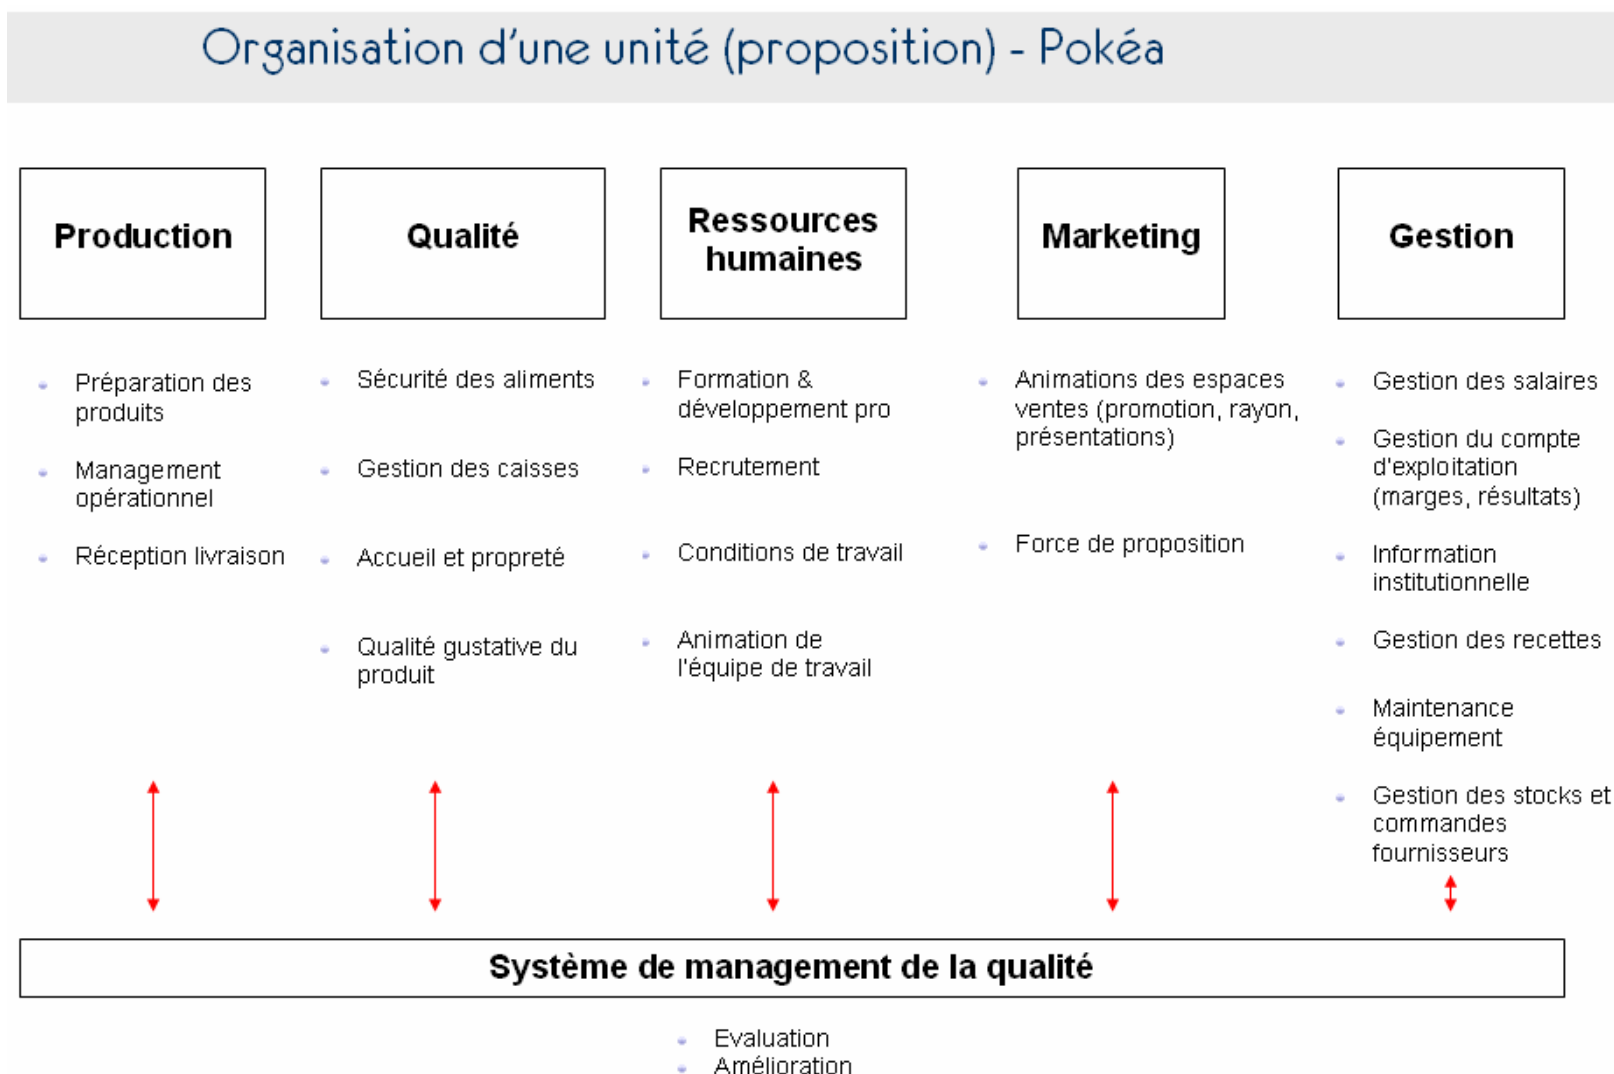 Organisation d'une unité (proposition) - Pokéa
Production
Qualité
Ressources
humaines
Marketing
Gestion
Préparation des
produits
Management
opérationnel
Réception livraison
Sécurité des aliments
Gestion des caisses
Accueil et propreté
Qualité gustative du
produit
Formation &
développement pro
Recrutement
Conditions de travail
Animation de
l'équipe de travail
Animations des espaces
ventes (promotion, rayon,
présentations)
Force de proposition
Gestion des salaires
Gestion du compte
d'exploitation
(marges, résultats)
Information
institutionnelle
Gestion des recettes
Maintenance
équipement
Gestion des stocks et
commandes
fournisseurs
Système de management de la qualité
Evaluation
Amélioration